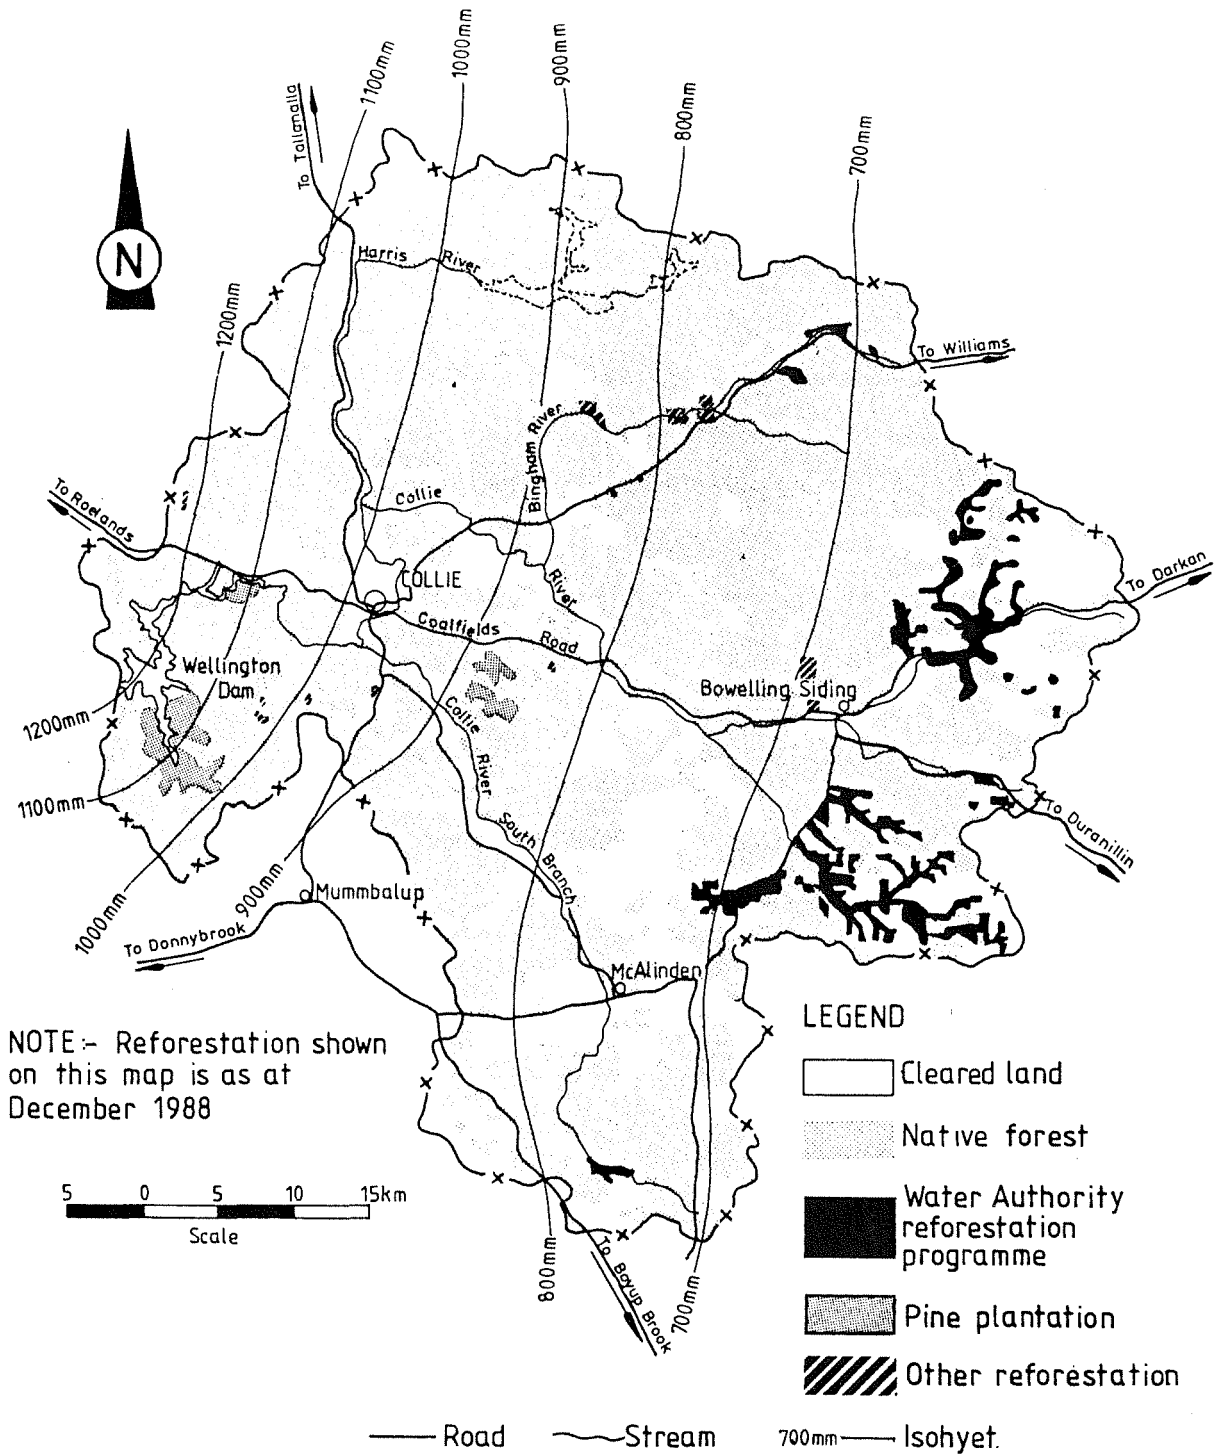 1000mm
900mm
1100mm
800mm
700mm
To Tallanalla
N
Harris River
1200mm
To Williams
Bingham River
To Roelands
Collie
River
COLLIE
To Darkan
Coalfields Road
Wellington
Dam
Bowelling Siding
Collie River South Branch
1200mm
1100mm
To Duranillin
1000mm
900mm
Mummbalup
To Donnybrook
McAlinden
NOTE:- Reforestation shown
on this map is as at
December 1988
5 0 5 10 15km
Scale
800mm
To Boyup Brook
700mm
LEGEND
Cleared land
Native forest
Water Authority
reforestation
programme
Pine plantation
Other reforestation
Road
Stream
700mm Isohyet.